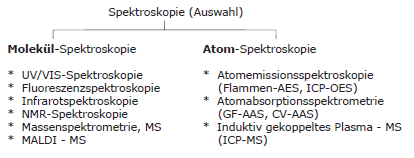 Spektroskopie (Auswahl)
Molekül-Spektroskopie
* UV/VIS-Spektroskopie
* Fluoreszenzspektroskopie
* Infrarotspektroskopie
* NMR-Spektroskopie
* Massenspektrometrie, MS
* MALDI - MS
Atom-Spektroskopie
* Atomemissionsspektroskopie
(Flammen-AES, ICP-OES)
* Atomabsorptionsspektrometrie
(GF-AAS, CV-AAS)
* Induktiv gekoppeltes Plasma - MS
(ICP-MS)